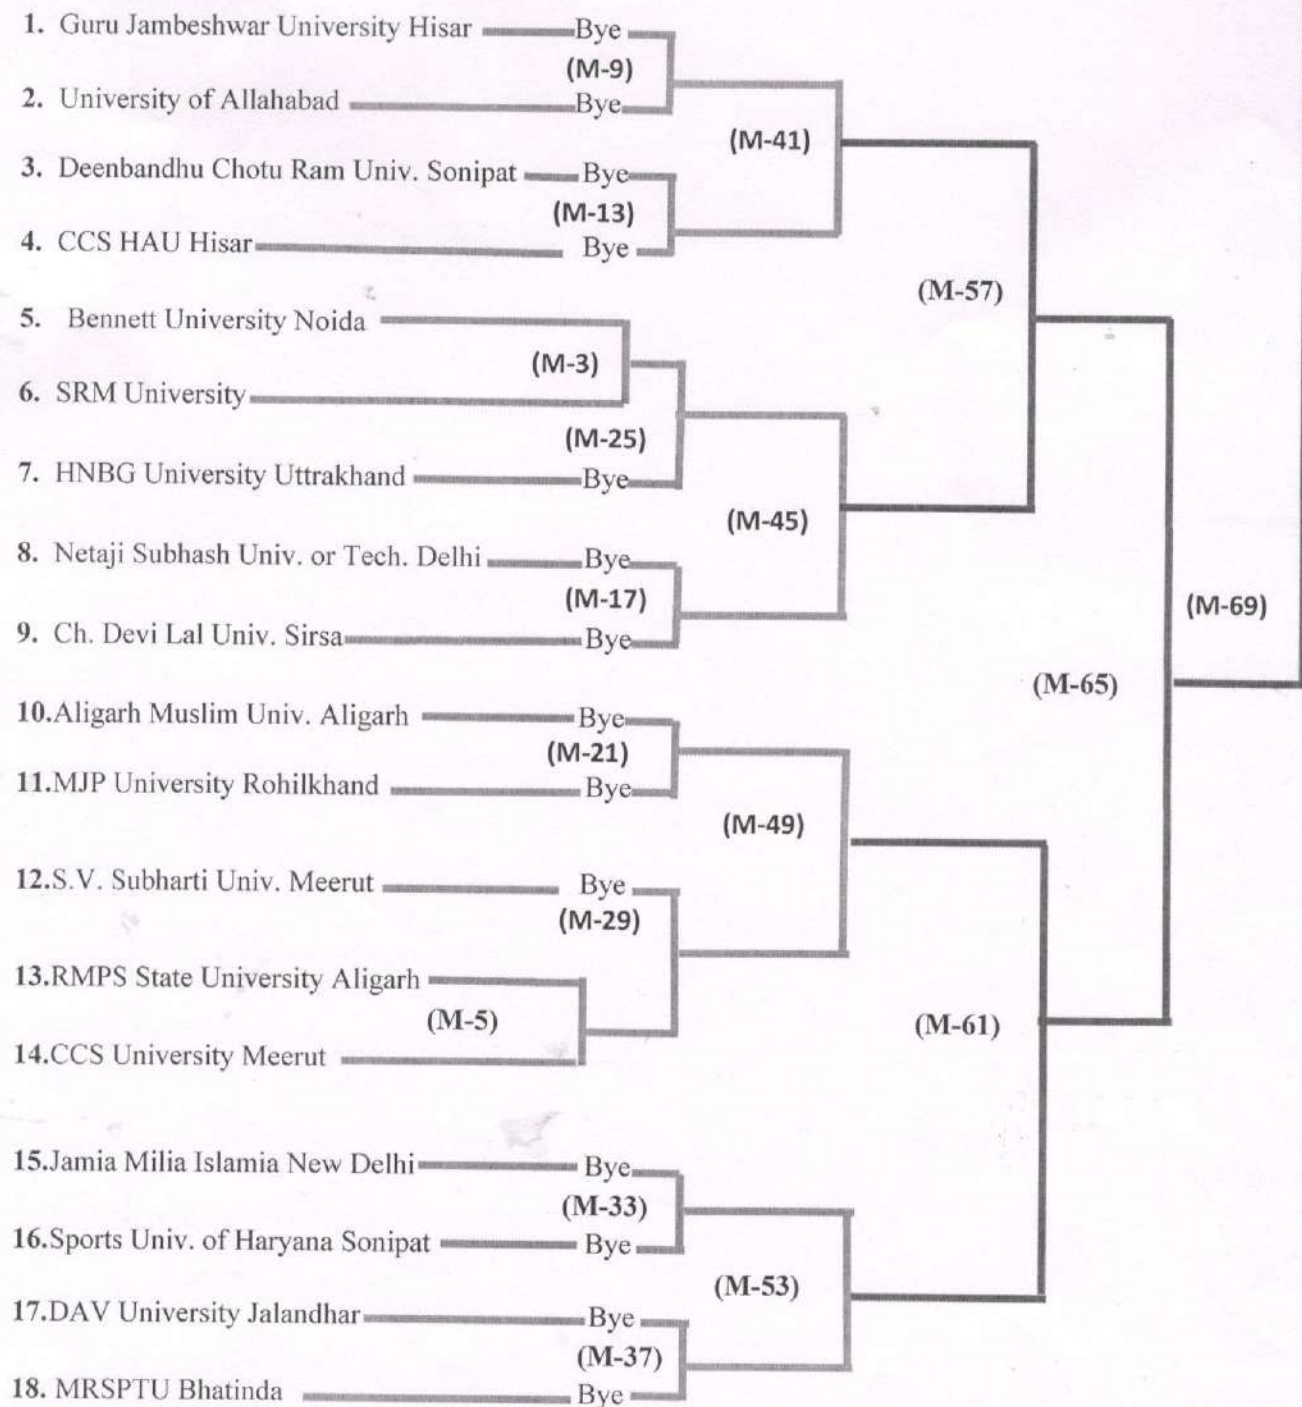 1. Guru Jambeshwar University Hisar Bye
(M-9)
2. University of Allahabad Bye
(M-41)
3. Deenbandhu Chotu Ram Univ. Sonipat Bye
(M-13)
4. CCS HAU Hisar Bye
(M-57)
5. Bennett University Noida
(M-3)
6. SRM University
(M-25)
7. HNBG University Uttrakhand Bye
(M-45)
8. Netaji Subhash Univ. or Tech. Delhi Bye
(M-17)
(M-69)
9. Ch. Devi Lal Univ. Sirsa Bye
(M-65)
10.Aligarh Muslim Univ. Aligarh Bye
(M-21)
11.MJP University Rohilkhand Bye
(M-49)
12.S.V. Subharti Univ. Meerut Bye
(M-29)
13.RMPS State University Aligarh
(M-5)
(M-61)
14.CCS University Meerut
15.Jamia Milia Islamia New Delhi Bye
(M-33)
16.Sports Univ. of Haryana Sonipat Bye
(M-53)
17.DAV University Jalandhar Bye
(M-37)
18. MRSPTU Bhatinda Bye